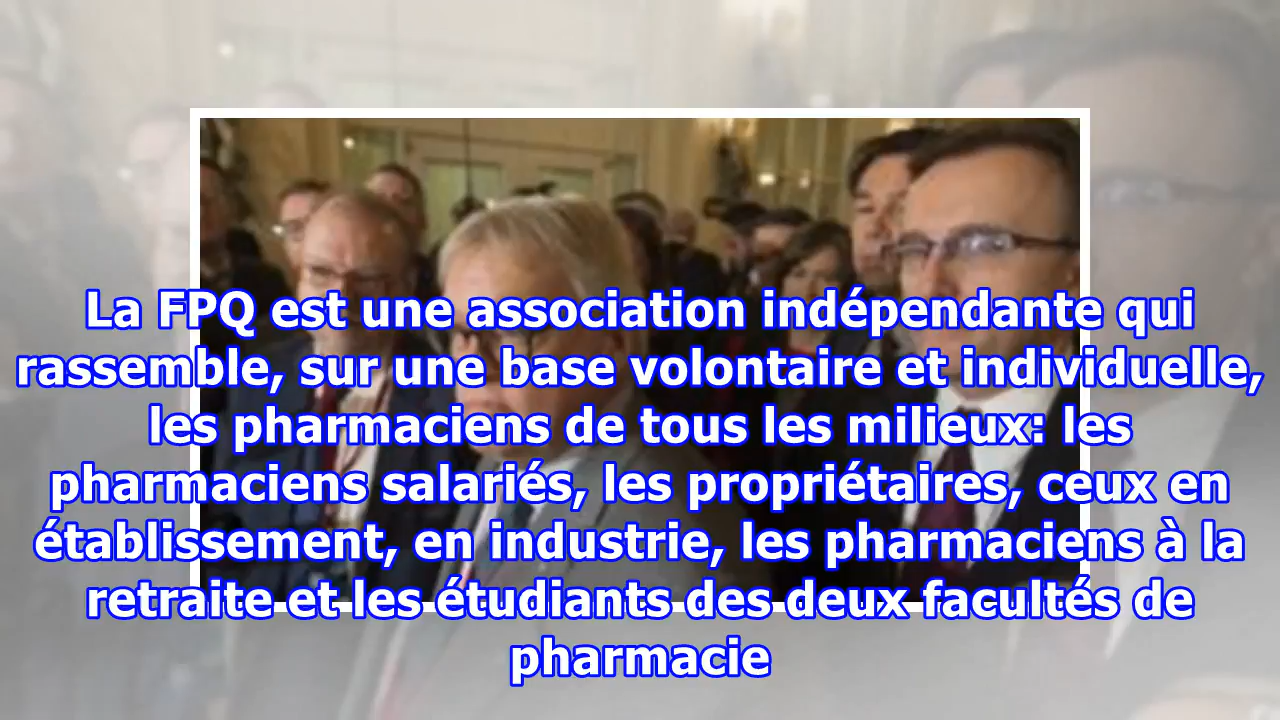 La FPQ est une association indépendante qui
rassemble, sur une base volontaire et individuelle,
les pharmaciens de tous les milieux: les
pharmaciens salariés, les propriétaires, ceux en
établissement, en industrie, les pharmaciens à la
retraite et les étudiants des deux facultés de
pharmacie